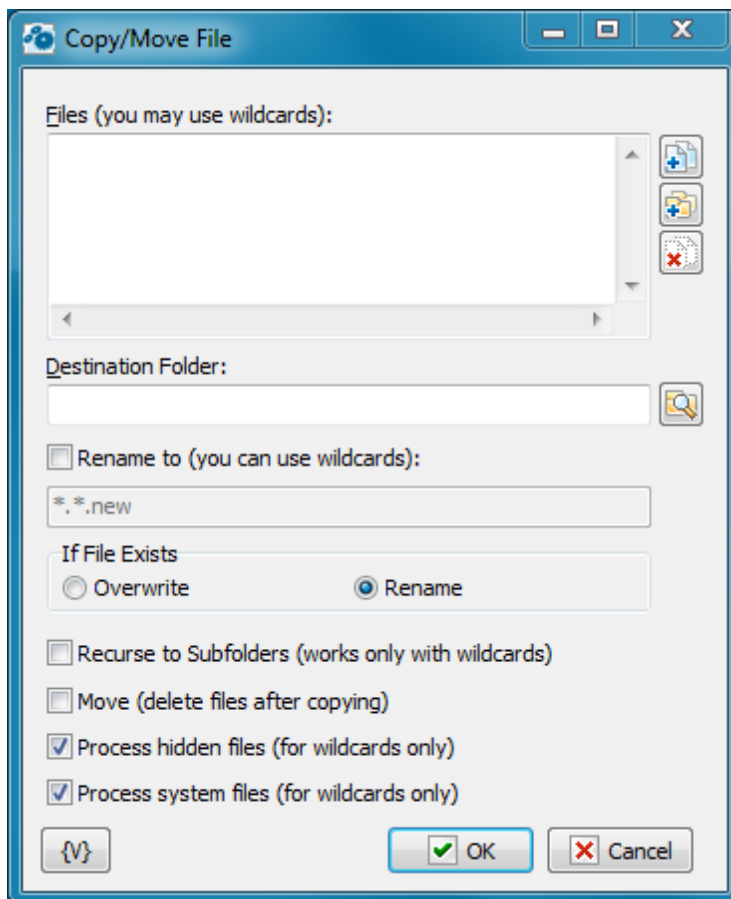 Copy/Move File
Files (you may use wildcards):
Destination Folder:
Rename to (you can use wildcards):
*.*.new
If File Exists
Overwrite Rename
Recurse to Subfolders (works only with wildcards)
Move (delete files after copying)
Process hidden files (for wildcards only)
Process system files (for wildcards only)
{V} OK Cancel